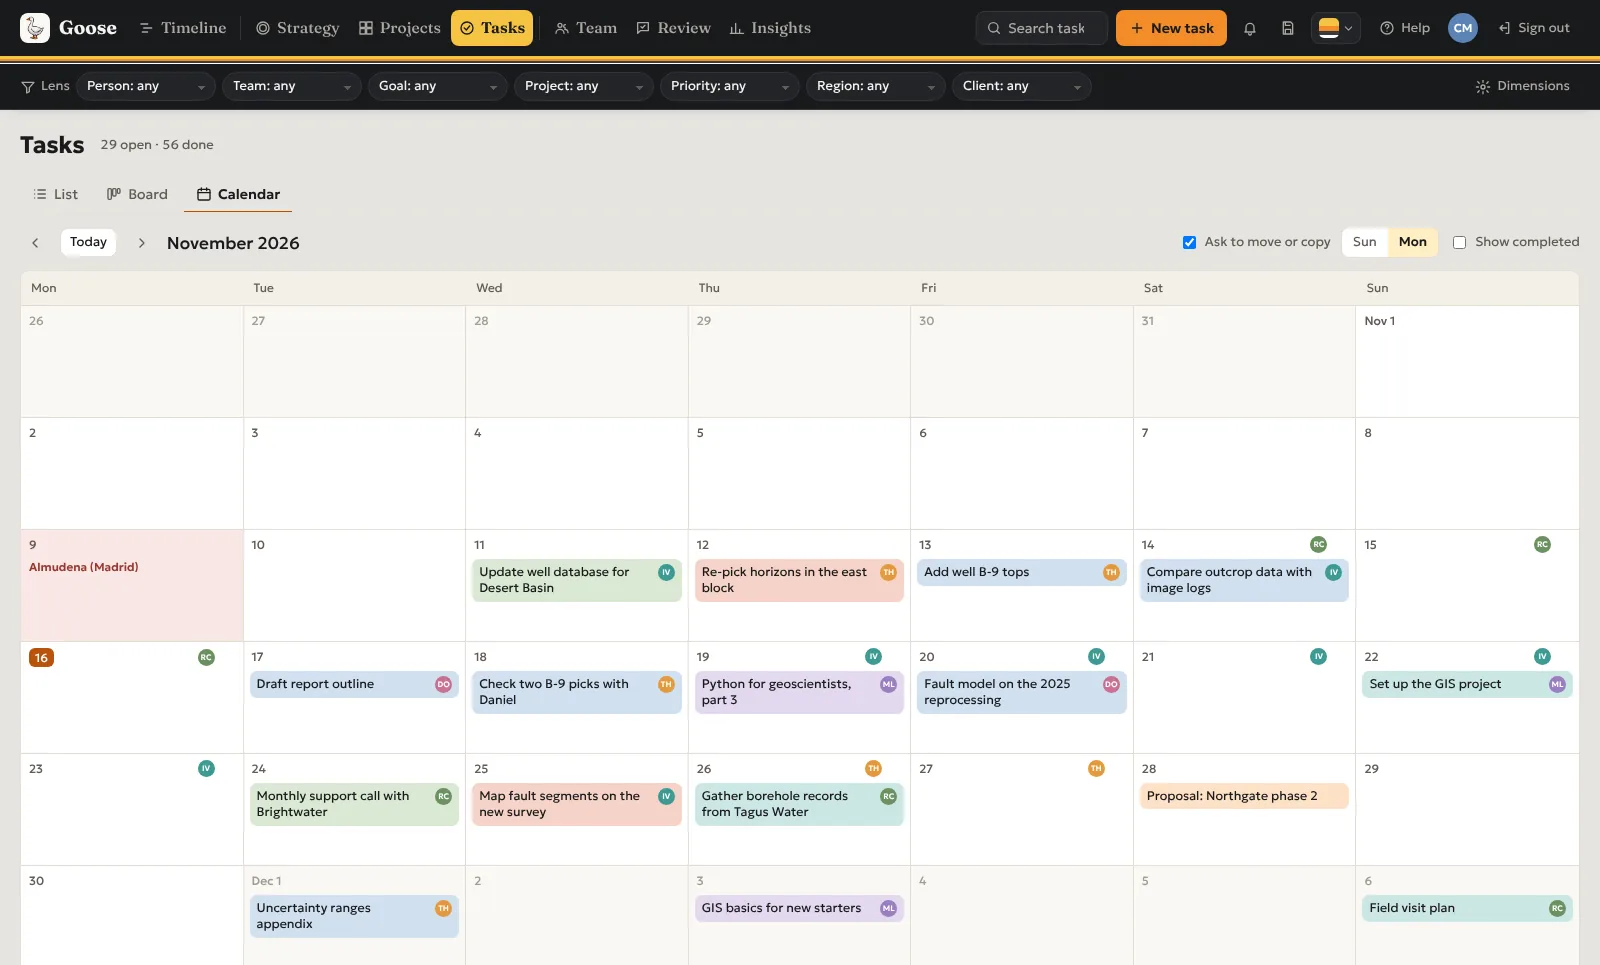 Goose
Timeline
Strategy
Projects
Tasks
Team
Review
Insights
Search task
New task
Help
CM
Sign out
Lens
Person: any
Team: any
Goal: any
Project: any
Priority: any
Region: any
Client: any
Dimensions
Tasks
29 open · 56 done
List
Board
Calendar
Today
November 2026
Ask to move or copy
Sun
Mon
Show completed
Mon
Tue
Wed
Thu
Fri
Sat
Sun
26
27
28
29
30
31
Nov 1
2
3
4
5
6
7
8
9
Almudena (Madrid)
10
11
Update well database for
Desert Basin
IV
12
Re-pick horizons in the east
block
TH
13
Add well B-9 tops
TH
14
RC
Compare outcrop data with
image logs
IV
15
RC
16
RC
17
Draft report outline
DO
18
Check two B-9 picks with
Daniel
TH
19
IV
Python for geoscientists,
part 3
ML
20
IV
Fault model on the 2025
reprocessing
DO
21
IV
22
IV
Set up the GIS project
ML
23
IV
24
Monthly support call with
Brightwater
RC
25
Map fault segments on the
new survey
IV
26
TH
Gather borehole records
from Tagus Water
RC
27
TH
28
Proposal: Northgate phase 2
29
30
Dec 1
Uncertainty ranges
appendix
TH
2
3
GIS basics for new starters
ML
4
5
6
Field visit plan
RC